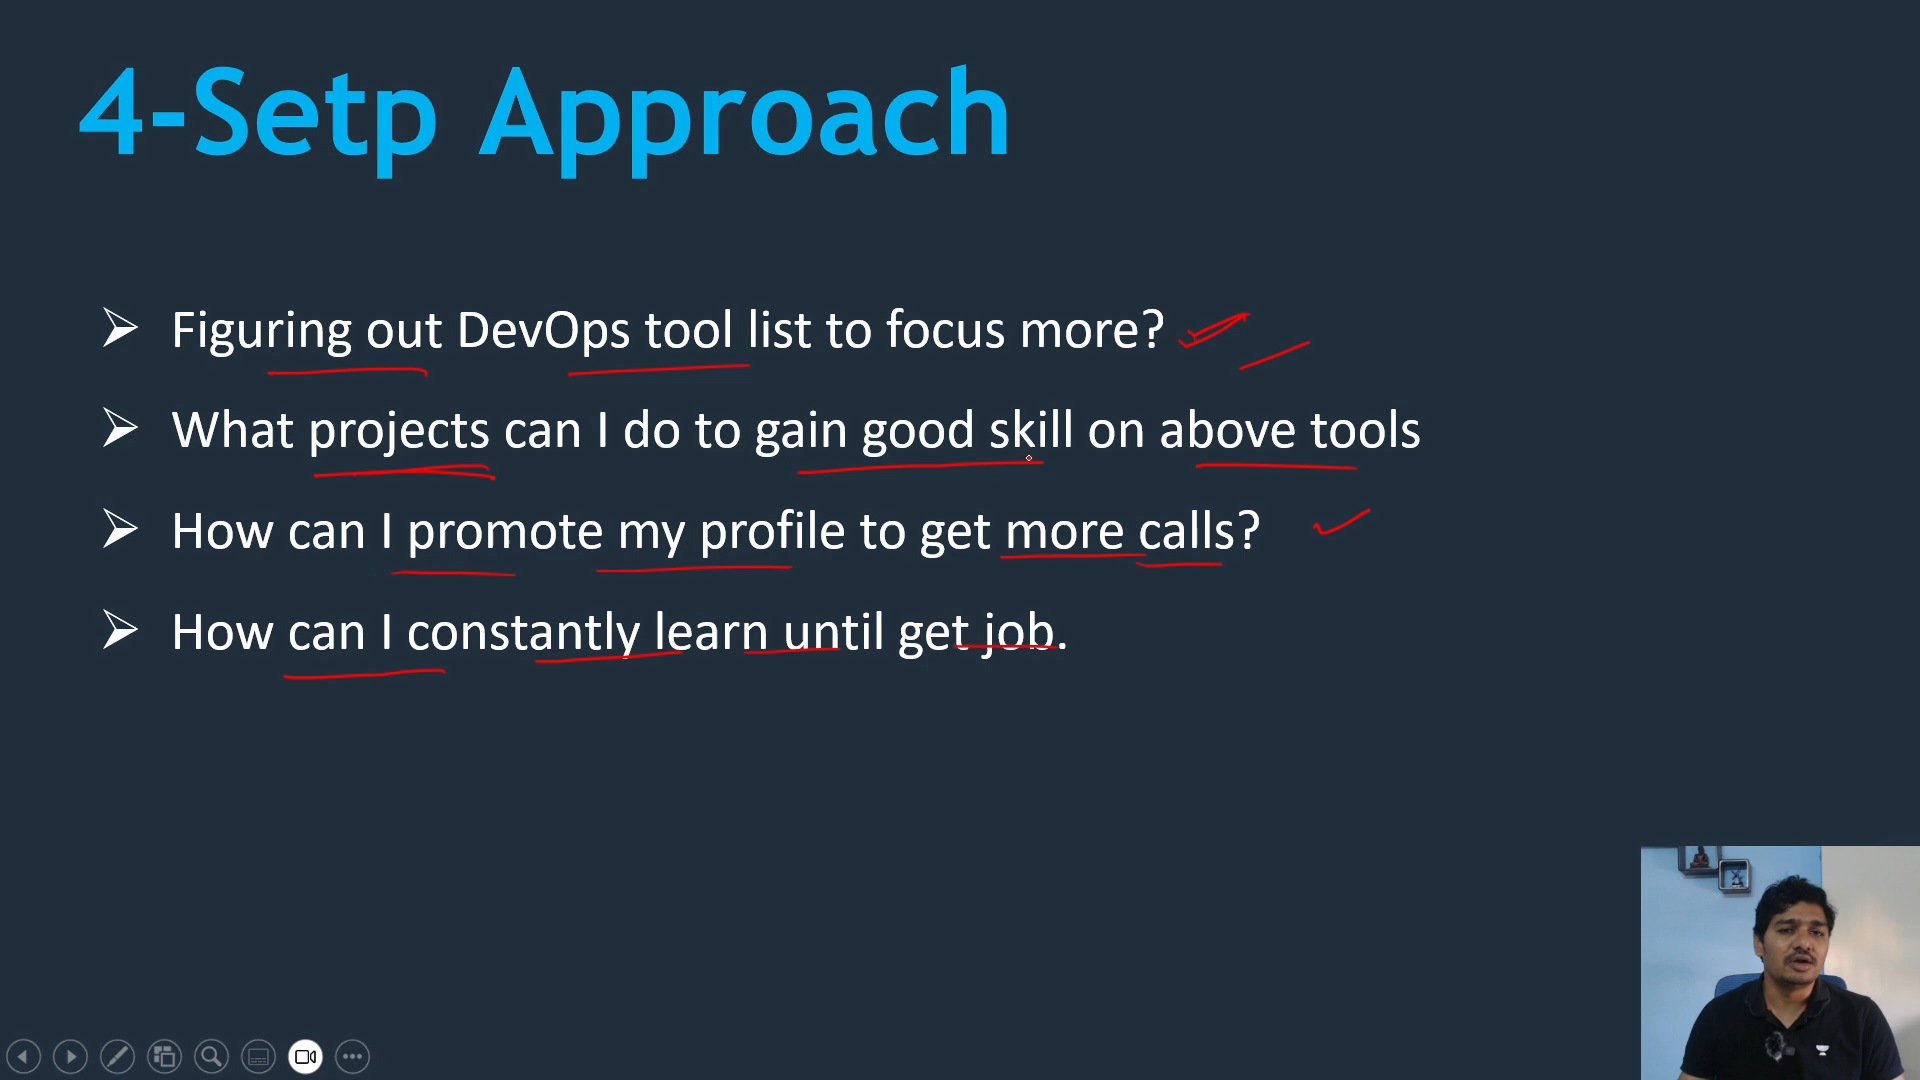 4-Setp Approach
Figuring out DevOps tool list to focus more?
What projects can I do to gain good skill on above tools
How can I promote my profile to get more calls?
How can I constantly learn until get job.